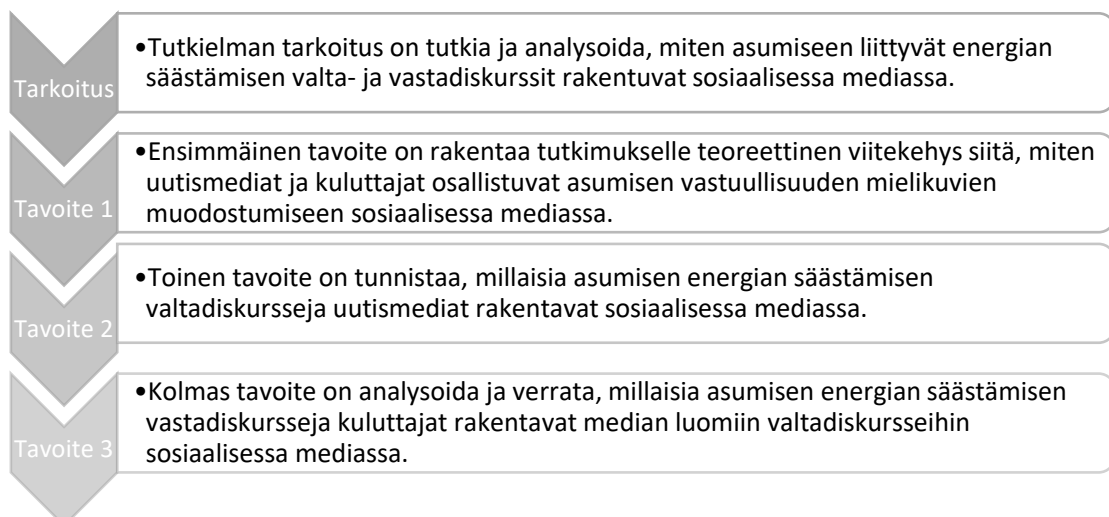 Tarkoitus
•Tutkielman tarkoitus on tutkia ja analysoida, miten asumiseen liittyvät energian
säästämisen valta- ja vastadiskurssit rakentuvat sosiaalisessa mediassa.
Tavoite 1
•Ensimmäinen tavoite on rakentaa tutkimukselle teoreettinen viitekehys siitä, miten
uutismediat ja kuluttajat osallistuvat asumisen vastuullisuuden mielikuvien
muodostumiseen sosiaalisessa mediassa.
Tavoite 2
•Toinen tavoite on tunnistaa, millaisia asumisen energian säästämisen
valtadiskursseja uutismediat rakentavat sosiaalisessa mediassa.
Tavoite 3
•Kolmas tavoite on analysoida ja verrata, millaisia asumisen energian säästämisen
vastadiskursseja kuluttajat rakentavat median luomiin valtadiskursseihin
sosiaalisessa mediassa.